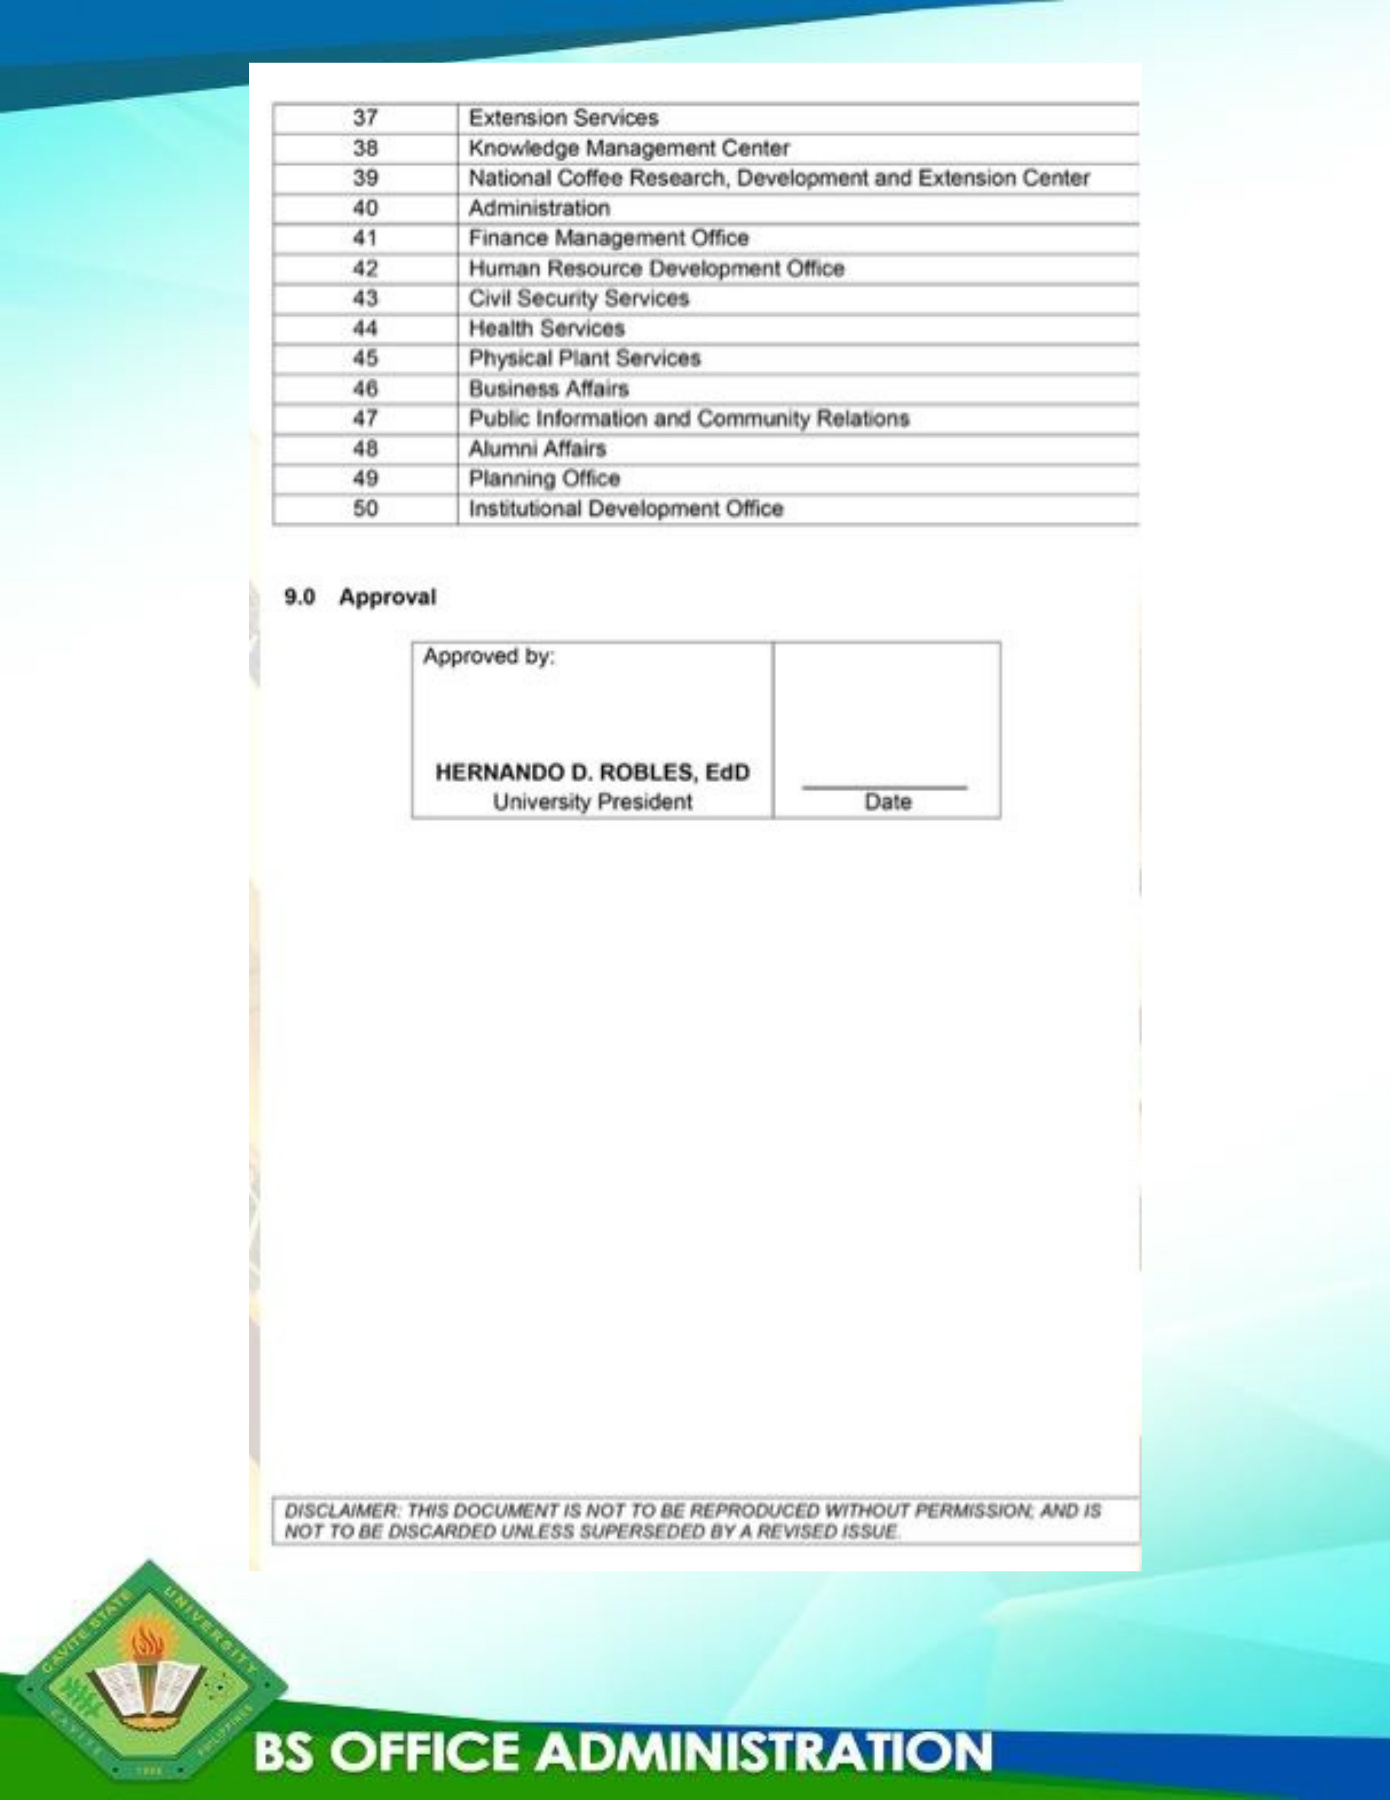 37 Extension Services
38 Knowledge Management Center
39 National Coffee Research, Development and Extension Center
40 Administration
41 Finance Management Office
42 Human Resource Development Office
43 Civil Security Services
44 Health Services
45 Physical Plant Services
46 Business Affairs
47 Public Information and Community Relations
48 Alumni Affairs
49 Planning Office
50 Institutional Development Office
9.0 Approval
Approved by:
HERNANDO D. ROBLES, EdD
University President
Date
DISCLAIMER: THIS DOCUMENT IS NOT TO BE REPRODUCED WITHOUT PERMISSION; AND IS
NOT TO BE DISCARDED UNLESS SUPERSEDED BY A REVISED ISSUE.
CAVITE STATE UNIVERSITY
CAVITE
PHILIPPINES
BS OFFICE ADMINISTRATION